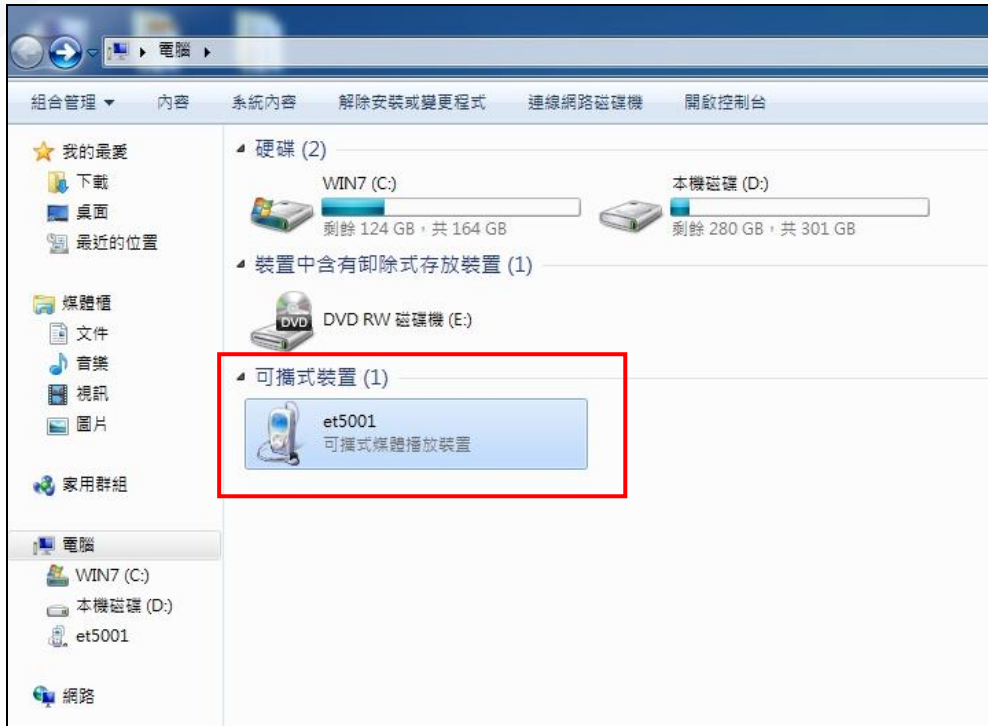 電腦
組合管理 內容 系統內容 解除安裝或變更程式 連線網路磁碟機 開啟控制台
我的最愛
下載
桌面
最近的位置
媒體櫃
文件
音樂
視訊
圖片
家用群組
電腦
WIN7 (C:)
本機磁碟 (D:)
et5001
網路
硬碟 (2)
WIN7 (C:)
剩餘 124 GB，共 164 GB
本機磁碟 (D:)
剩餘 280 GB，共 301 GB
裝置中含有卸除式存放裝置 (1)
DVD
DVD RW 磁碟機 (E:)
可攜式裝置 (1)
et5001
可攜式媒體播放裝置